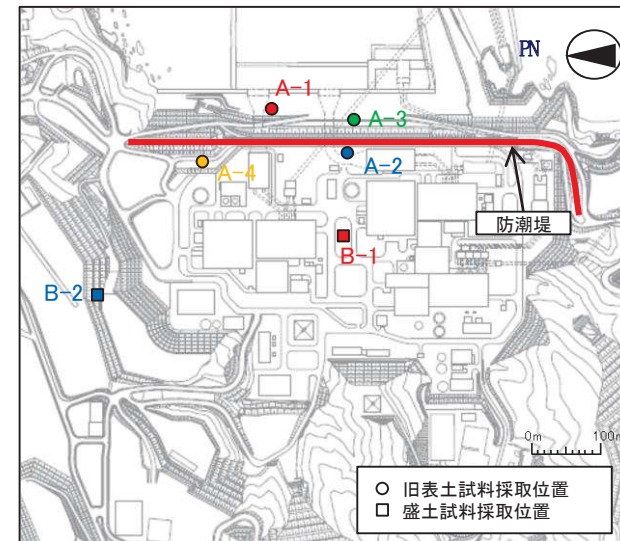 PN
A-1
A-3
A-4
A-2
防潮堤
B-1
B-2
0m 100m
旧表土試料採取位置
盛土試料採取位置